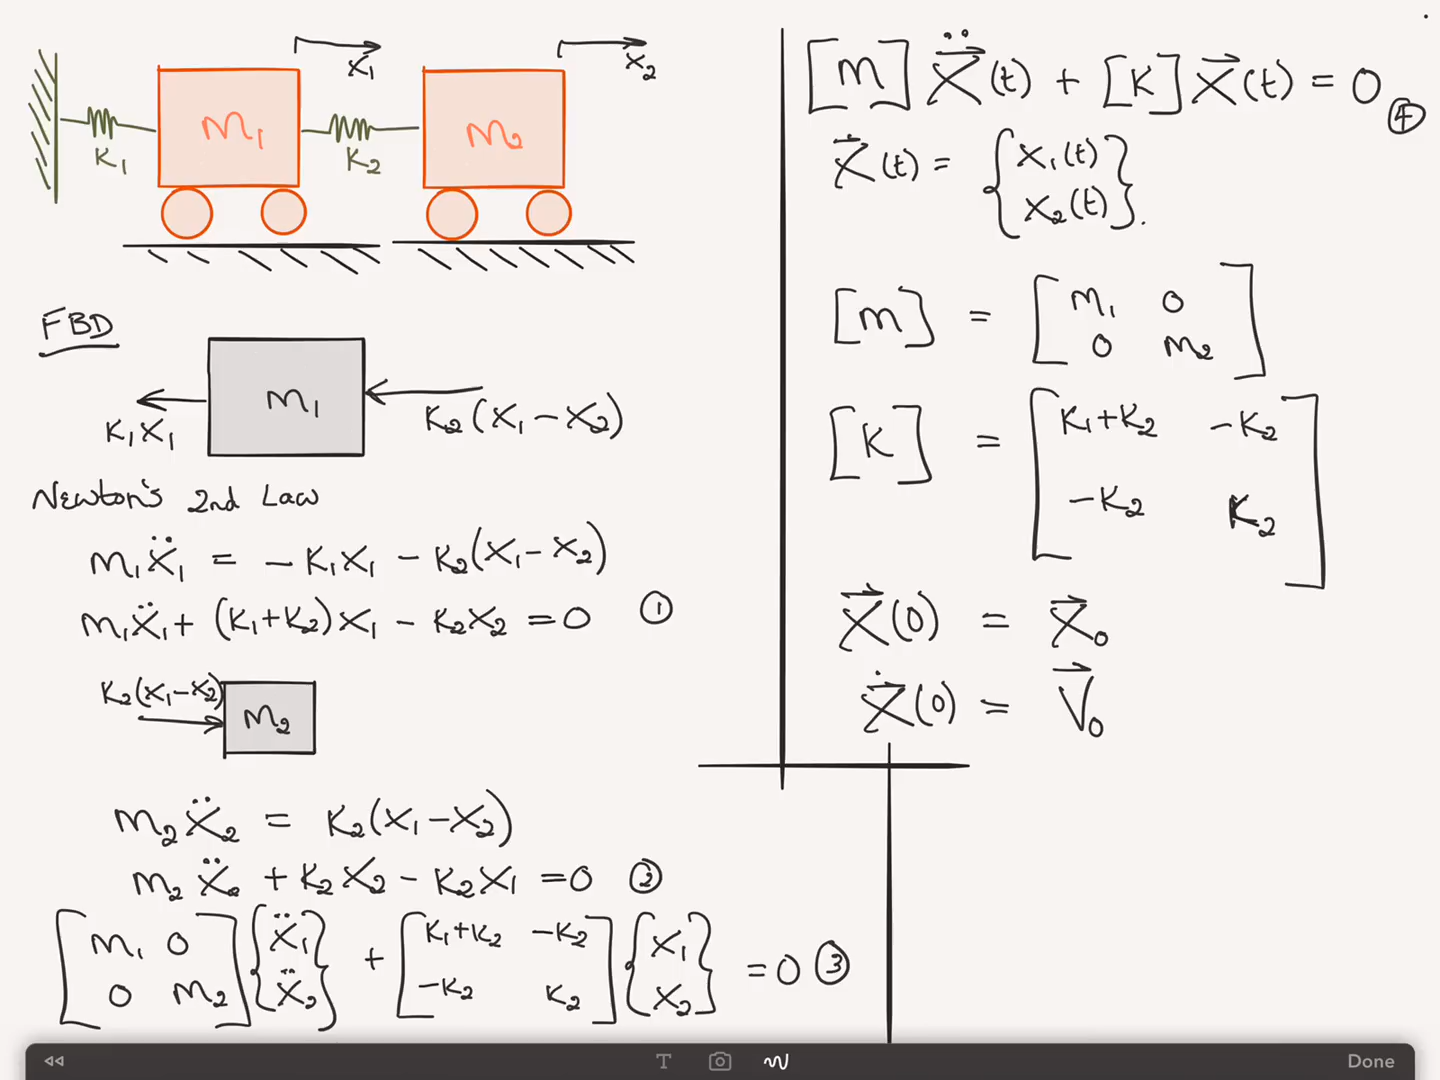 x₁
x₂
K₁
m₁
K₂
m₂
FBD
m₁
K₁x₁
K₂(x₁ − x₂)
Newton's 2nd Law
m₁ẍ₁ = −K₁x₁ − K₂(x₁ − x₂)
m₁ẍ₁ + (K₁+K₂)x₁ − K₂x₂ = 0 ①
K₂(x₁−x₂)
m₂
m₂ẍ₂ = K₂(x₁ − x₂)
m₂ẍ₂ + K₂x₂ − K₂x₁ = 0 ②
[m₁ 0; 0 m₂]{ẍ₁; ẍ₂} + [K₁+K₂ −K₂; −K₂ K₂]{x₁; x₂} = 0 ③
[m] ẍ⃗(t) + [K] x⃗(t) = 0 ④
x⃗(t) = {x₁(t); x₂(t)}.
[m] = [m₁ 0; 0 m₂]
[K] = [K₁+K₂ −K₂; −K₂ K₂]
x⃗(0) = x⃗₀
ẋ⃗(0) = V⃗₀
T
Done